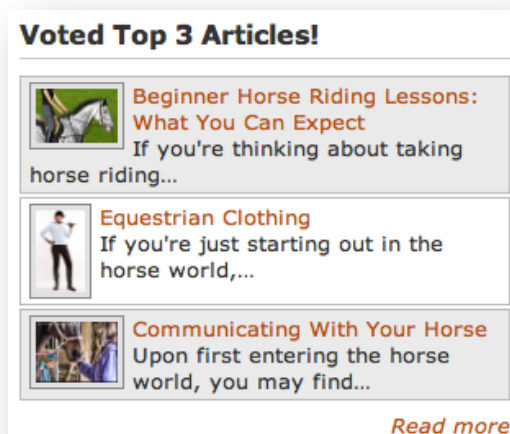 Voted Top 3 Articles!
Beginner Horse Riding Lessons:
What You Can Expect
If you're thinking about taking
horse riding...
Equestrian Clothing
If you're just starting out in the
horse world,...
Communicating With Your Horse
Upon first entering the horse
world, you may find...
Read more